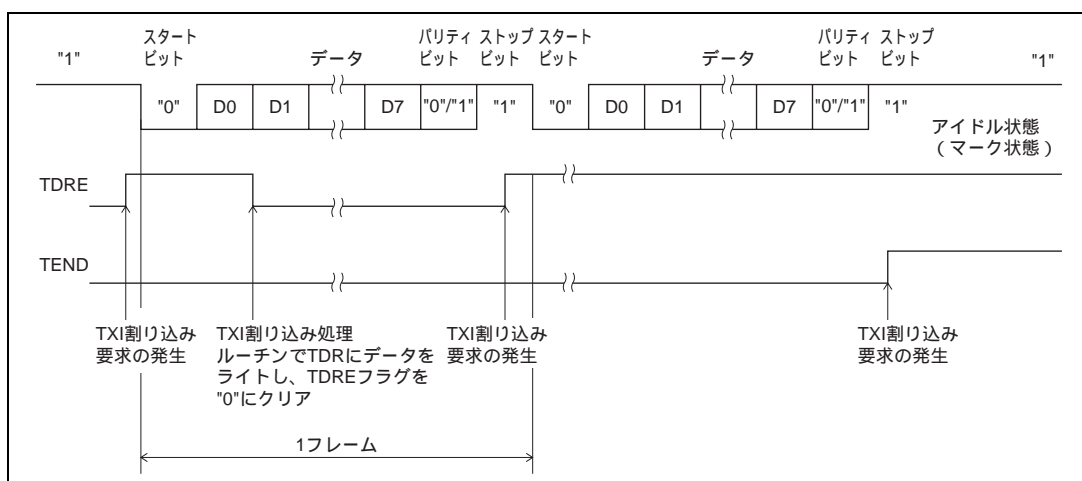 スタート
ビット
データ
パリティ ストップ スタート
ビット ビット ビット
データ
パリティ ストップ
ビット ビット
"1"
"1"
"0" D0 D1 D7 "0"/"1" "1" "0" D0 D1 D7 "0"/"1" "1"
アイドル状態
(マーク状態)
TDRE
TEND
TXI割り込み
要求の発生
TXI割り込み処理
ルーチンでTDRにデータを
ライトし、TDREフラグを
"0"にクリア
TXI割り込み
要求の発生
TXI割り込み
要求の発生
1フレーム